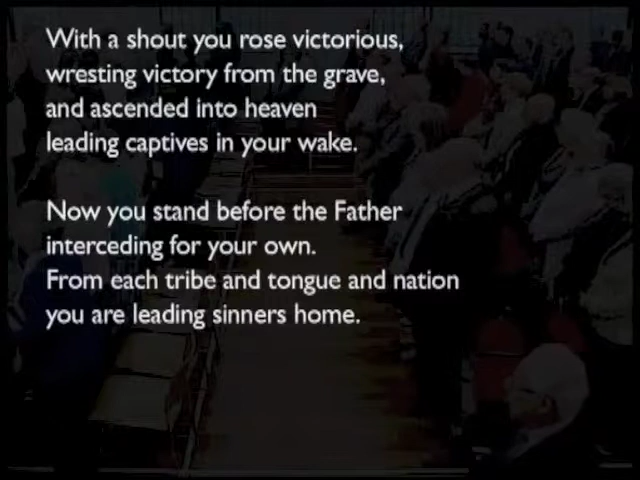 With a shout you rose victorious,
wresting victory from the grave,
and ascended into heaven
leading captives in your wake.
Now you stand before the Father
interceding for your own.
From each tribe and tongue and nation
you are leading sinners home.